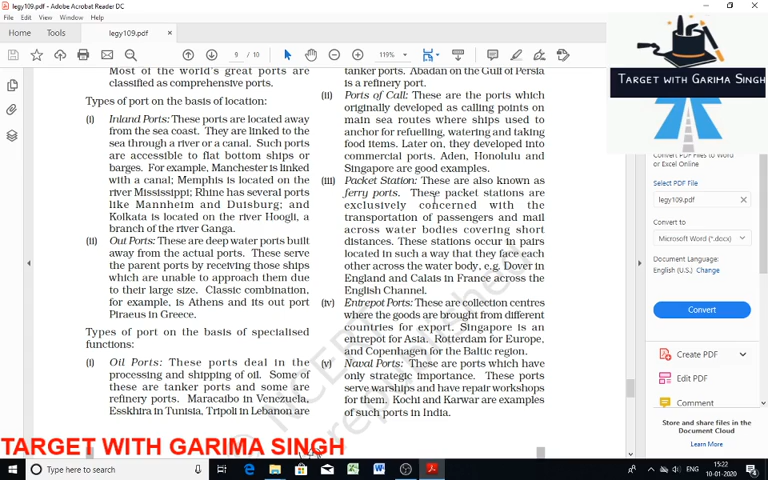 legy109.pdf - Adobe Acrobat Reader DC
File Edit View Window Help
Home Tools legy109.pdf ×
9 / 10 119%
Most of the world's great ports are
classified as comprehensive ports.
Types of port on the basis of location:
(i) Inland Ports: These ports are located away
from the sea coast. They are linked to the
sea through a river or a canal. Such ports
are accessible to flat bottom ships or
barges. For example, Manchester is linked
with a canal; Memphis is located on the
river Mississippi; Rhine has several ports
like Mannheim and Duisburg; and
Kolkata is located on the river Hoogli, a
branch of the river Ganga.
(ii) Out Ports: These are deep water ports built
away from the actual ports. These serve
the parent ports by receiving those ships
which are unable to approach them due
to their large size. Classic combination,
for example, is Athens and its out port
Piraeus in Greece.
Types of port on the basis of specialised
functions:
(i) Oil Ports: These ports deal in the
processing and shipping of oil. Some of
these are tanker ports and some are
refinery ports. Maracaibo in Venezuela,
Esskhira in Tunisia, Tripoli in Lebanon are
tanker ports. Abadan on the Gulf of Persia
is a refinery port.
(ii) Ports of Call: These are the ports which
originally developed as calling points on
main sea routes where ships used to
anchor for refuelling, watering and taking
food items. Later on, they developed into
commercial ports. Aden, Honolulu and
Singapore are good examples.
(iii) Packet Station: These are also known as
ferry ports. These packet stations are
exclusively concerned with the
transportation of passengers and mail
across water bodies covering short
distances. These stations occur in pairs
located in such a way that they face each
other across the water body, e.g. Dover in
England and Calais in France across the
English Channel.
(iv) Entrepot Ports: These are collection centres
where the goods are brought from different
countries for export. Singapore is an
entrepot for Asia, Rotterdam for Europe,
and Copenhagen for the Baltic region.
(v) Naval Ports: These are ports which have
only strategic importance. These ports
serve warships and have repair workshops
for them. Kochi and Karwar are examples
of such ports in India.
TARGET WITH GARIMA SINGH
Convert PDFs to Word
or Excel Online
Select PDF File
legy109.pdf ×
Convert to
Microsoft Word (*.docx)
Document Language:
English (U.S.) Change
Convert
Create PDF
Edit PDF
Comment
Store and share files in the
Document Cloud
Learn More
TARGET WITH GARIMA SINGH
Type here to search
ENG
15:22
10-01-2020